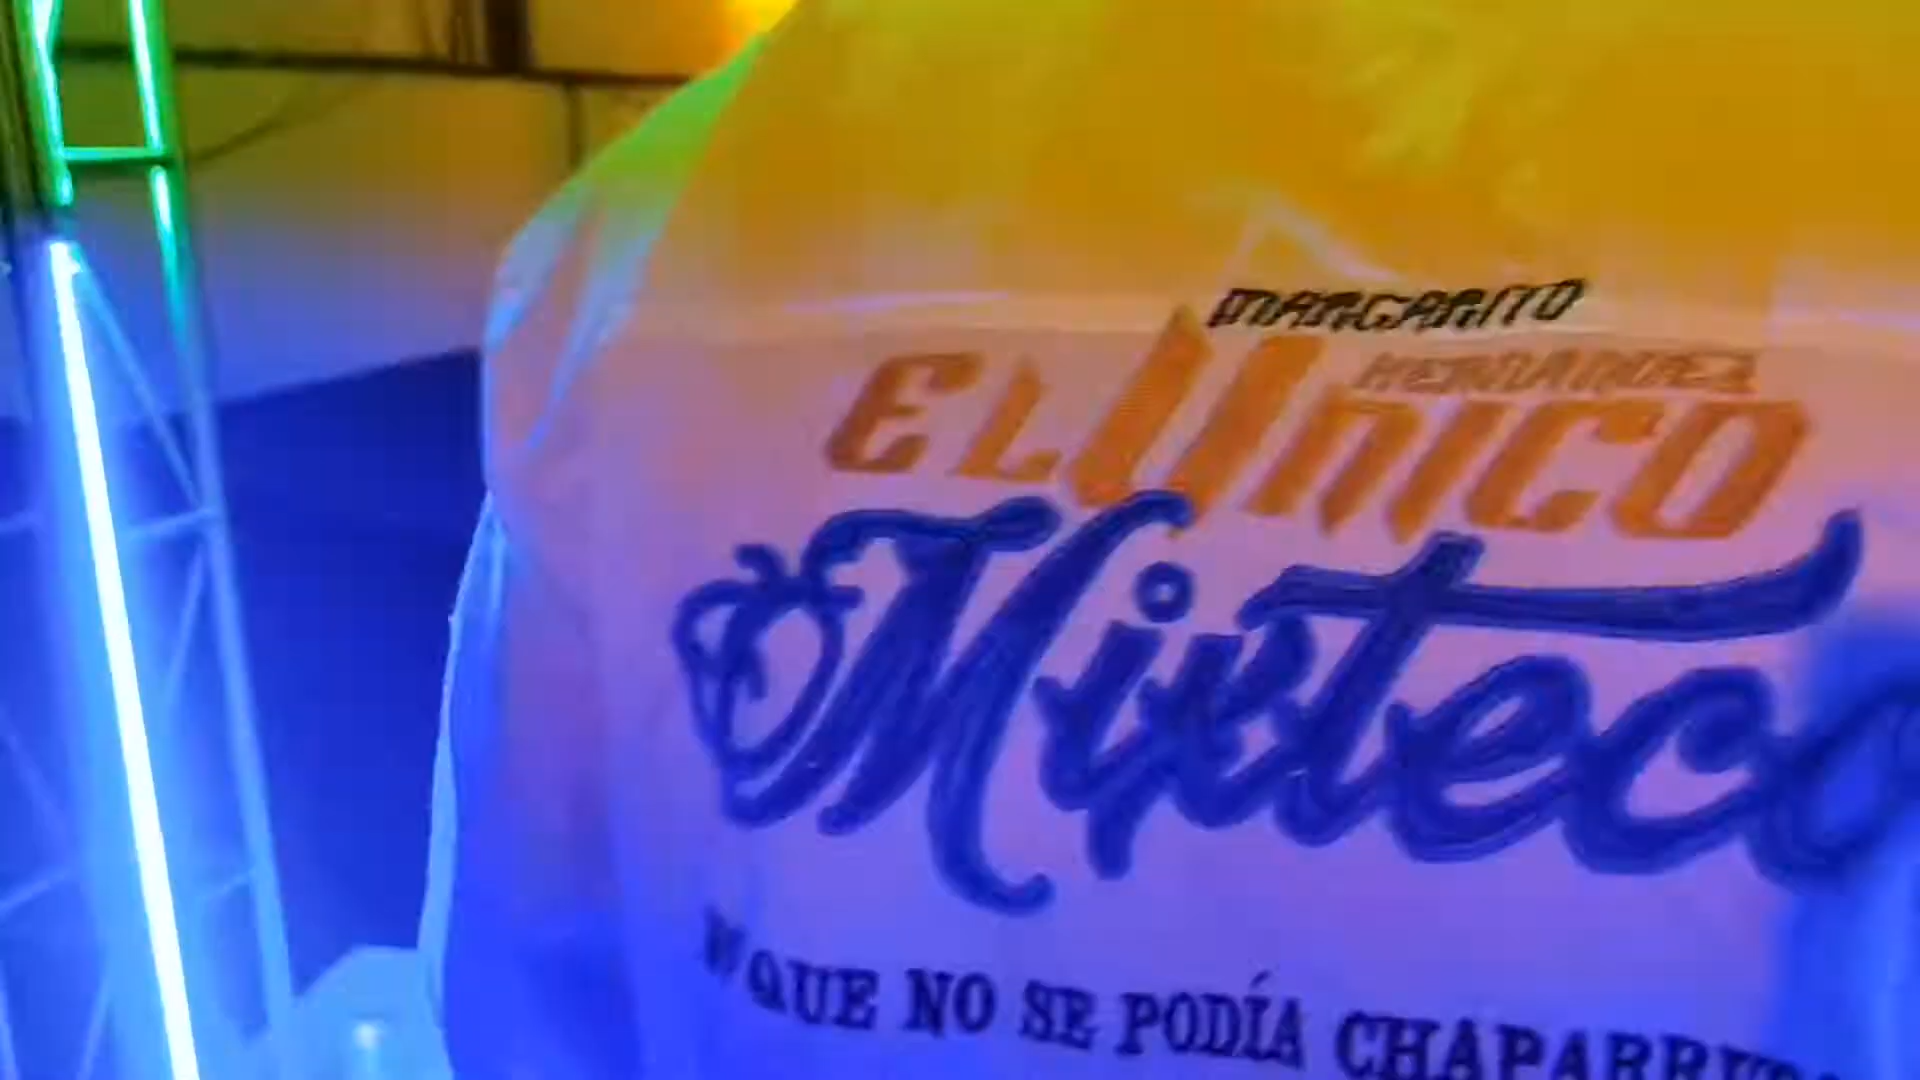 MARGARITO
HERNANDEZ
EL UNICO
Mixteco
Y QUE NO SE PODÍA